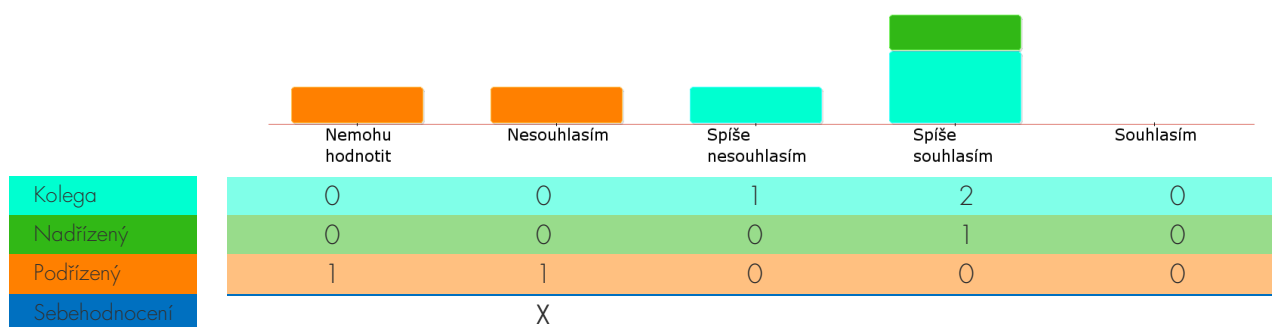 Nemohu hodnotit
Nesouhlasím
Spíše nesouhlasím
Spíše souhlasím
Souhlasím
Kolega 0 0 1 2 0
Nadřízený 0 0 0 1 0
Podřízený 1 1 0 0 0
Sebehodnocení X